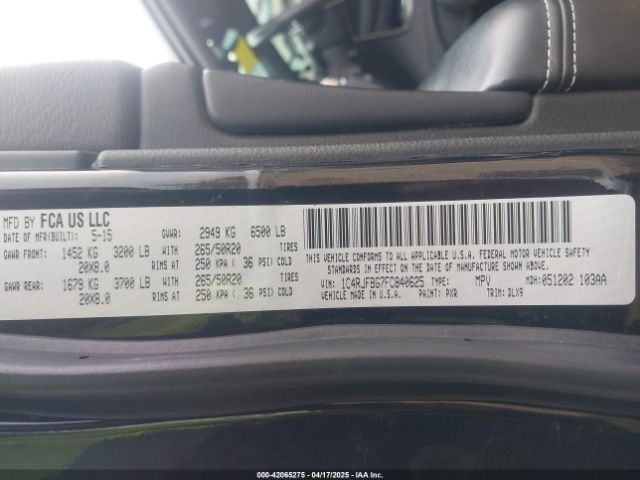 MFD BY FCA US LLC
DATE OF MFR(BUILT): 5-15 GVWR: 2949 KG 6500 LB
GAWR FRONT: 1452 KG 3200 LB WITH 265/50R20 TIRES
20X8.0 RIMS AT 250 KPA ( 36 PSI) COLD
GAWR REAR: 1679 KG 3700 LB WITH 265/50R20 TIRES
20X8.0 RIMS AT 250 KPA ( 36 PSI) COLD
THIS VEHICLE CONFORMS TO ALL APPLICABLE U.S.A. FEDERAL MOTOR VEHICLE SAFETY
STANDARDS IN EFFECT ON THE DATE OF MANUFACTURE SHOWN ABOVE.
VIN: 1C4RJFBG7FC840625 TYPE: MPV MDH:051202 103AA
VEHICLE MADE IN U.S.A. PAINT: PXR TRIM: DLX9
000-42065275 - 04/17/2025 - IAAI.COM